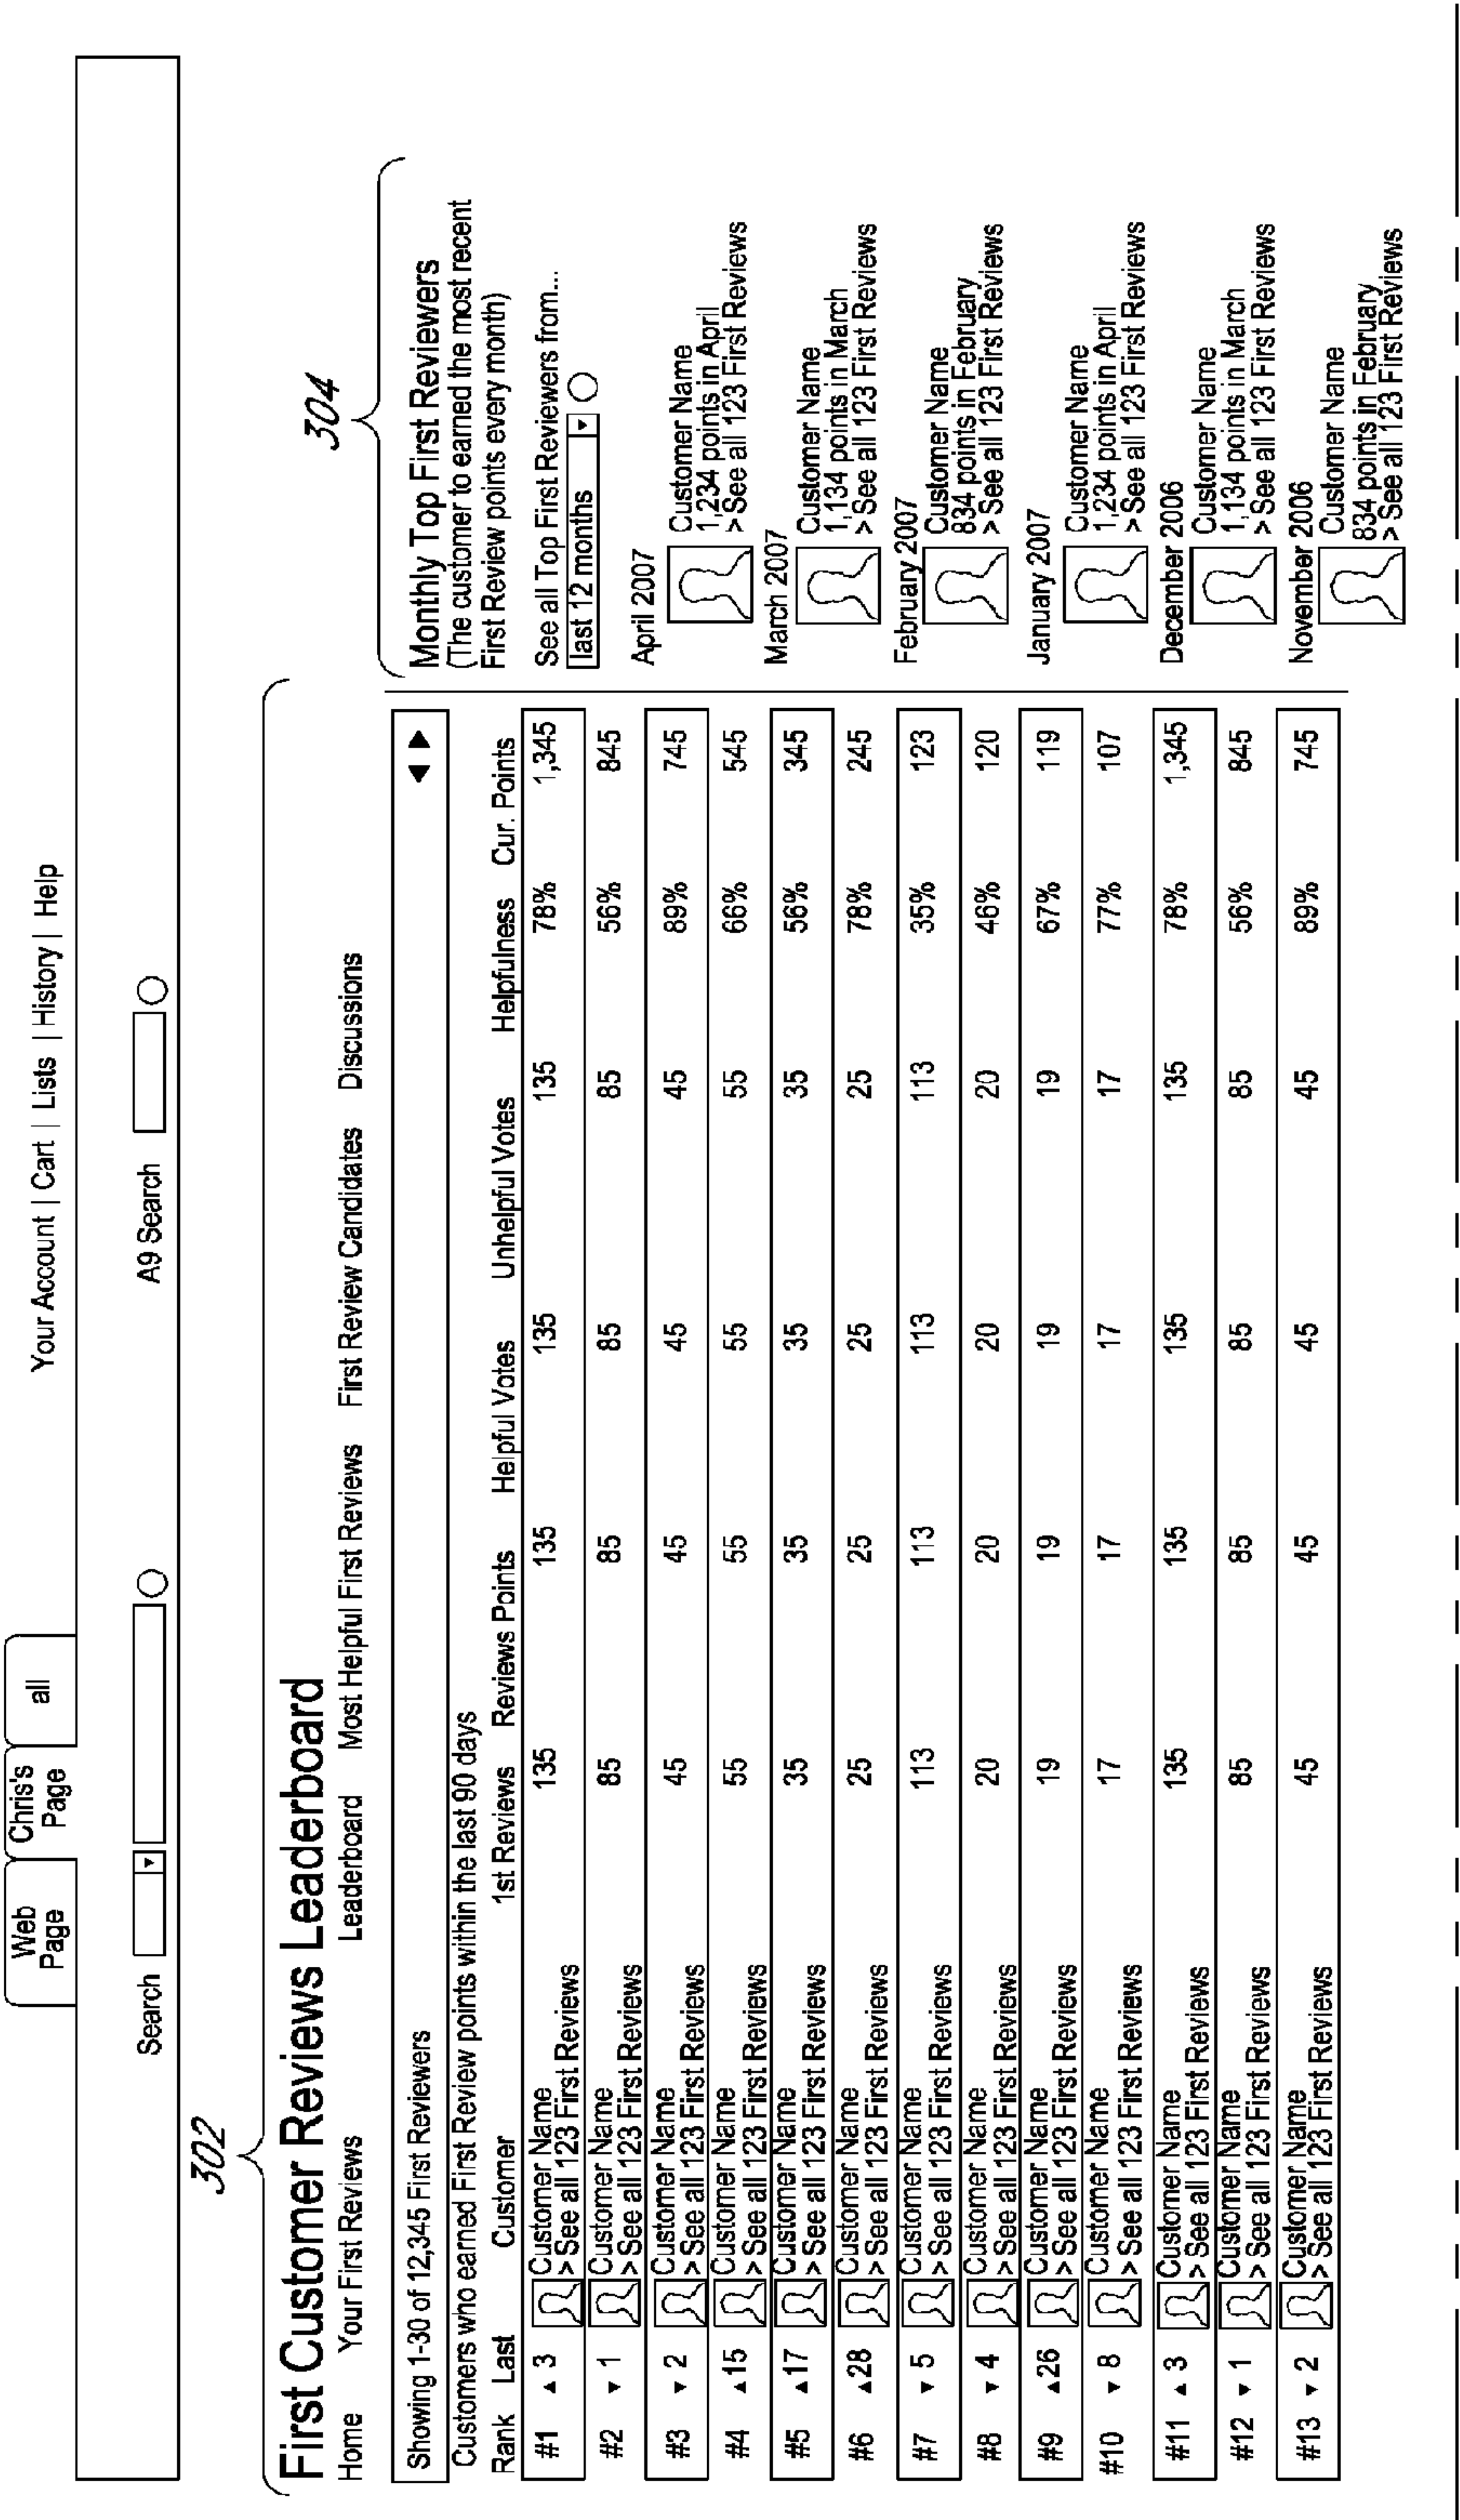 Your Account | Cart | Lists | History | Help
Web Page
Chris's Page
all
Search
A9 Search
302
First Customer Reviews Leaderboard
Home Your First Reviews Leaderboard Most Helpful First Reviews First Review Candidates Discussions
Showing 1-30 of 12,345 First Reviewers
Customers who earned First Review points within the last 90 days
Rank Last Customer 1st Reviews Reviews Points Helpful Votes Unhelpful Votes Helpfulness Cur. Points
#1 ▲ 3 Customer Name 135 135 135 135 78% 1,345
> See all 123 First Reviews
#2 ▼ 1 Customer Name 85 85 85 85 56% 845
> See all 123 First Reviews
#3 ▼ 2 Customer Name 45 45 45 45 89% 745
> See all 123 First Reviews
#4 ▲ 15 Customer Name 55 55 55 55 66% 545
> See all 123 First Reviews
#5 ▲ 17 Customer Name 35 35 35 35 56% 345
> See all 123 First Reviews
#6 ▲ 28 Customer Name 25 25 25 25 78% 245
> See all 123 First Reviews
#7 ▼ 5 Customer Name 113 113 113 113 35% 123
> See all 123 First Reviews
#8 ▼ 4 Customer Name 20 20 20 20 46% 120
> See all 123 First Reviews
#9 ▲ 26 Customer Name 19 19 19 19 67% 119
> See all 123 First Reviews
#10 ▼ 8 Customer Name 17 17 17 17 77% 107
> See all 123 First Reviews
#11 ▲ 3 Customer Name 135 135 135 135 78% 1,345
> See all 123 First Reviews
#12 ▼ 1 Customer Name 85 85 85 85 56% 845
> See all 123 First Reviews
#13 ▼ 2 Customer Name 45 45 45 45 89% 745
> See all 123 First Reviews
304
Monthly Top First Reviewers
(The customer to earned the most recent
First Review points every month)
See all Top First Reviewers from...
last 12 months
April 2007
Customer Name
1,234 points in April
> See all 123 First Reviews
March 2007
Customer Name
1,134 points in March
> See all 123 First Reviews
February 2007
Customer Name
834 points in February
> See all 123 First Reviews
January 2007
Customer Name
1,234 points in April
> See all 123 First Reviews
December 2006
Customer Name
1,134 points in March
> See all 123 First Reviews
November 2006
Customer Name
834 points in February
> See all 123 First Reviews